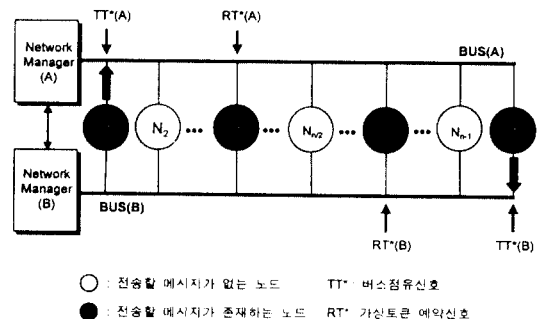 TT*(A)
RT*(A)
Network
Manager
(A)
BUS(A)
N2
N n/2
N n-1
Network
Manager
(B)
BUS(B)
RT*(B)
TT*(B)
○ : 전송할 메시지가 없는 노드
TT* : 버스점유신호
● : 전송할 메시지가 존재하는 노드
RT* 가상토큰 예약신호